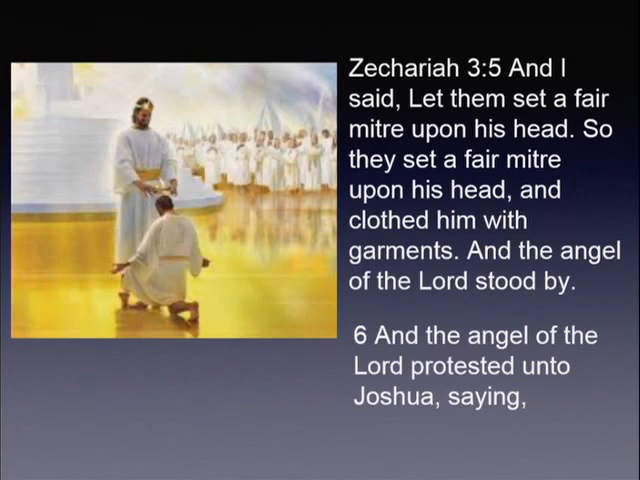 Zechariah 3:5 And I
said, Let them set a fair
mitre upon his head. So
they set a fair mitre
upon his head, and
clothed him with
garments. And the angel
of the Lord stood by.
6 And the angel of the
Lord protested unto
Joshua, saying,